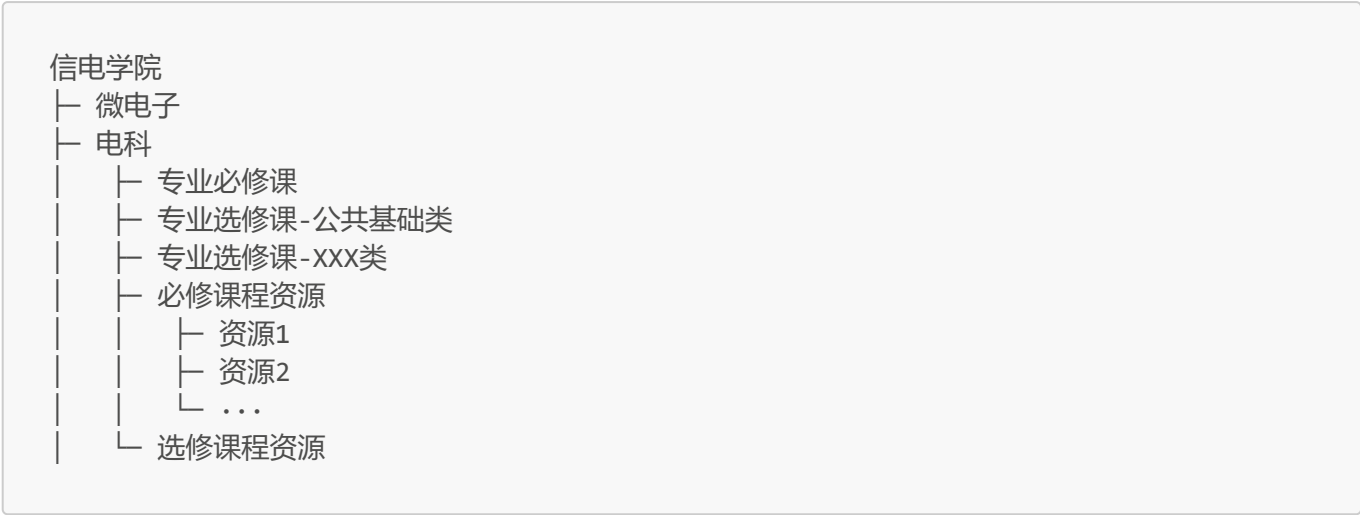 信电学院
├─ 微电子
├─ 电科
│   ├─ 专业必修课
│   ├─ 专业选修课-公共基础类
│   ├─ 专业选修课-XXX类
│   ├─ 必修课程资源
│   │   ├─ 资源1
│   │   ├─ 资源2
│   │   └─ ···
│   └─ 选修课程资源